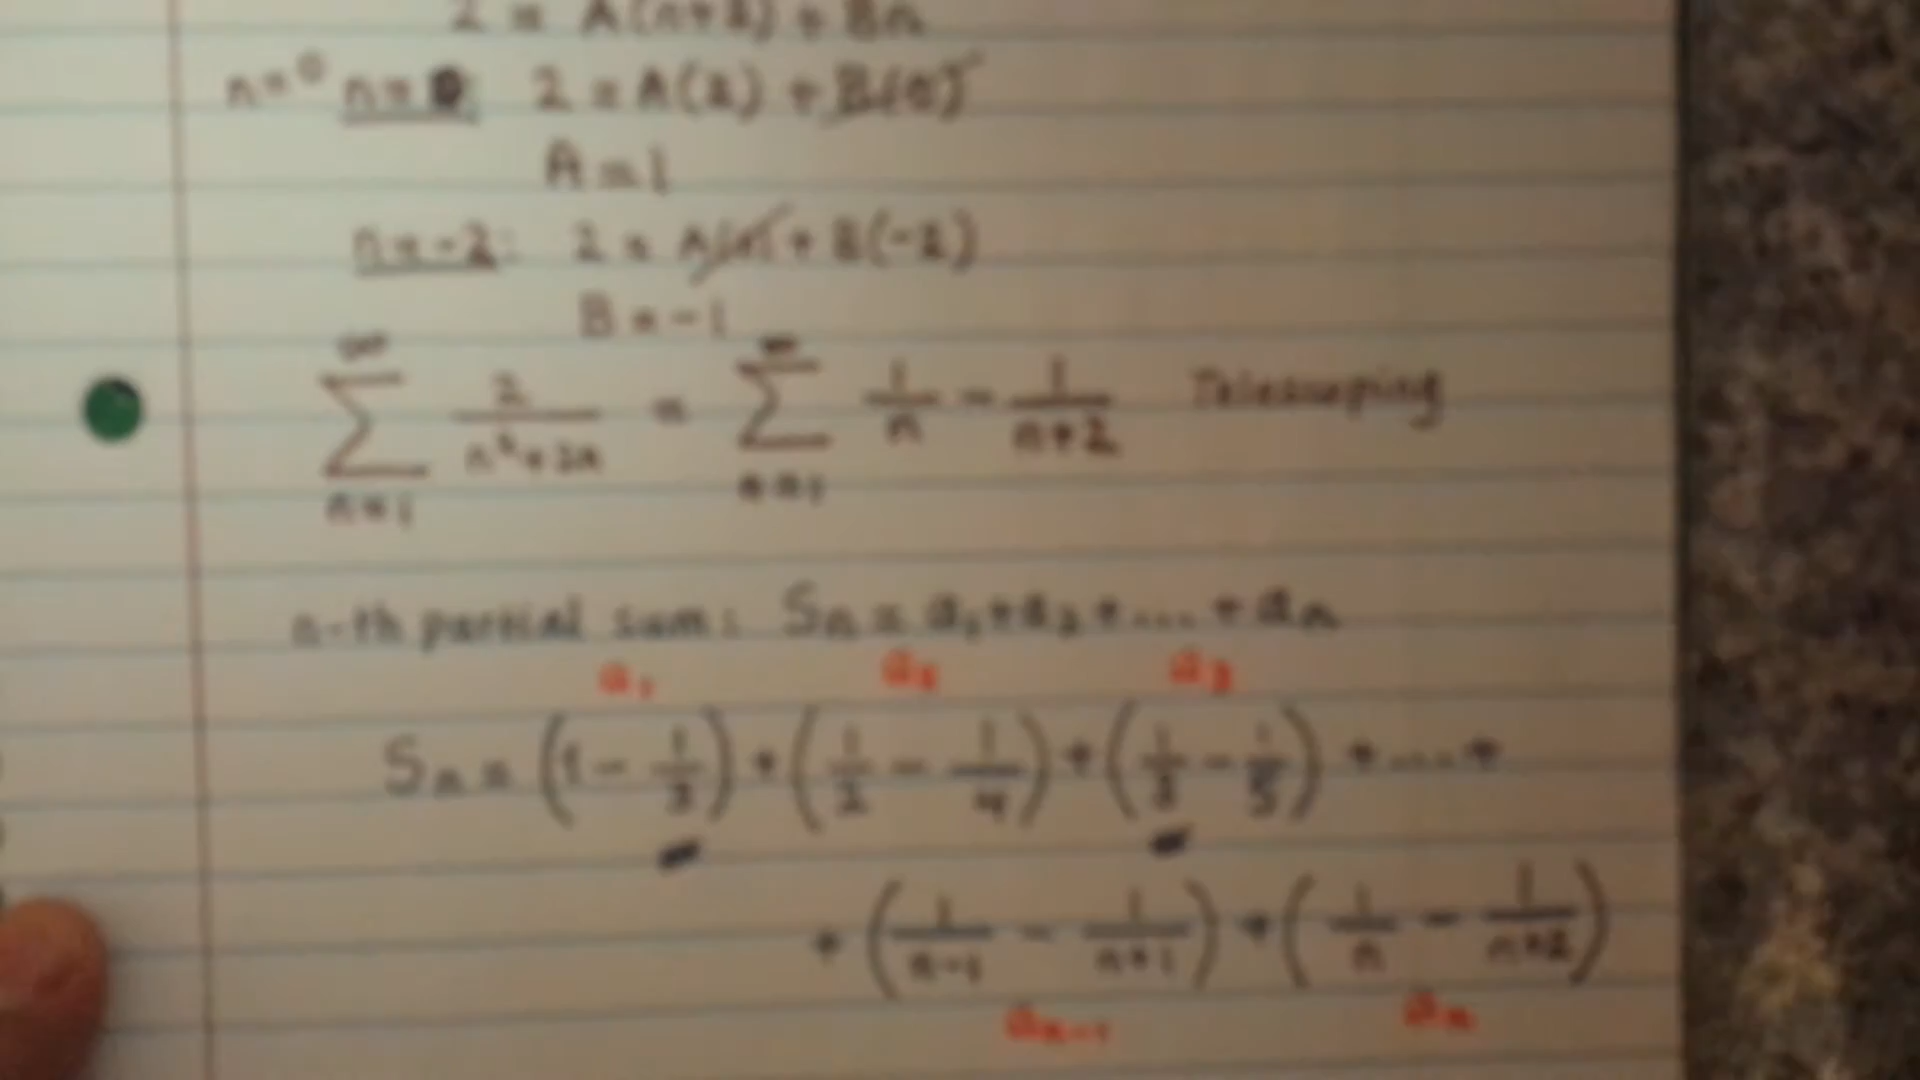 2 = A(n+2) + Bn
n=0 n=0: 2 = A(2) + B(0)
A = 1
n=-2: 2 = A(0) + B(-2)
B = -1
∞ ∑ n=1 2/(n²+2n) = ∞ ∑ n=1 1/n - 1/(n+2) Telescoping
n-th partial sum: Sn = a₁+a₂+....+an
a₁ a₂ a₃
Sn = (1 - 1/3) + (1/2 - 1/4) + (1/3 - 1/5) + .... +
+ (1/(n-1) - 1/(n+1)) + (1/n - 1/(n+2))
an-1 an